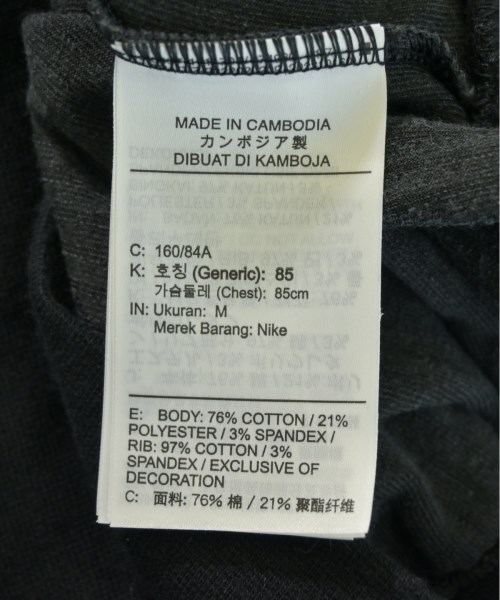 MADE IN CAMBODIA
カンボジア製
DIBUAT DI KAMBOJA
C: 160/84A
K: 호칭 (Generic): 85
가슴둘레 (Chest): 85cm
IN: Ukuran: M
Merek Barang: Nike
E: BODY: 76% COTTON / 21%
POLYESTER / 3% SPANDEX /
RIB: 97% COTTON / 3%
SPANDEX / EXCLUSIVE OF
DECORATION
C: 面料: 76% 棉 / 21% 聚酯纤维